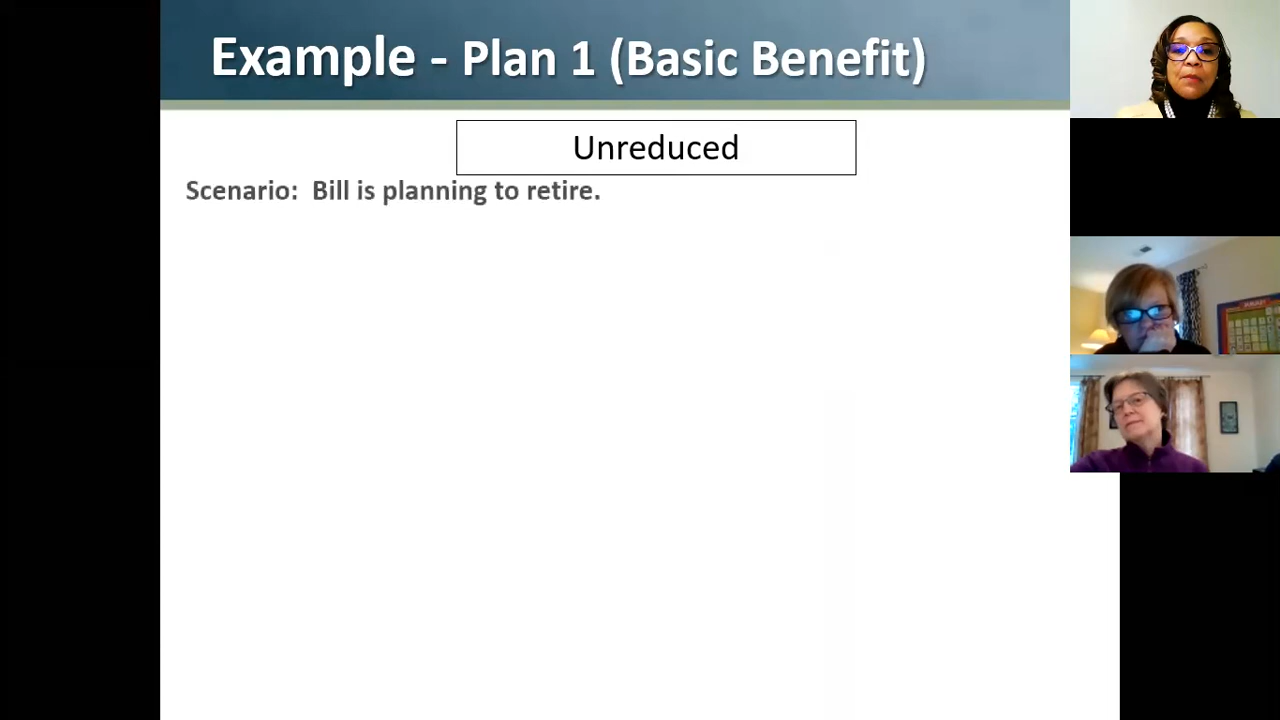 Example - Plan 1 (Basic Benefit)
Unreduced
Scenario:  Bill is planning to retire.